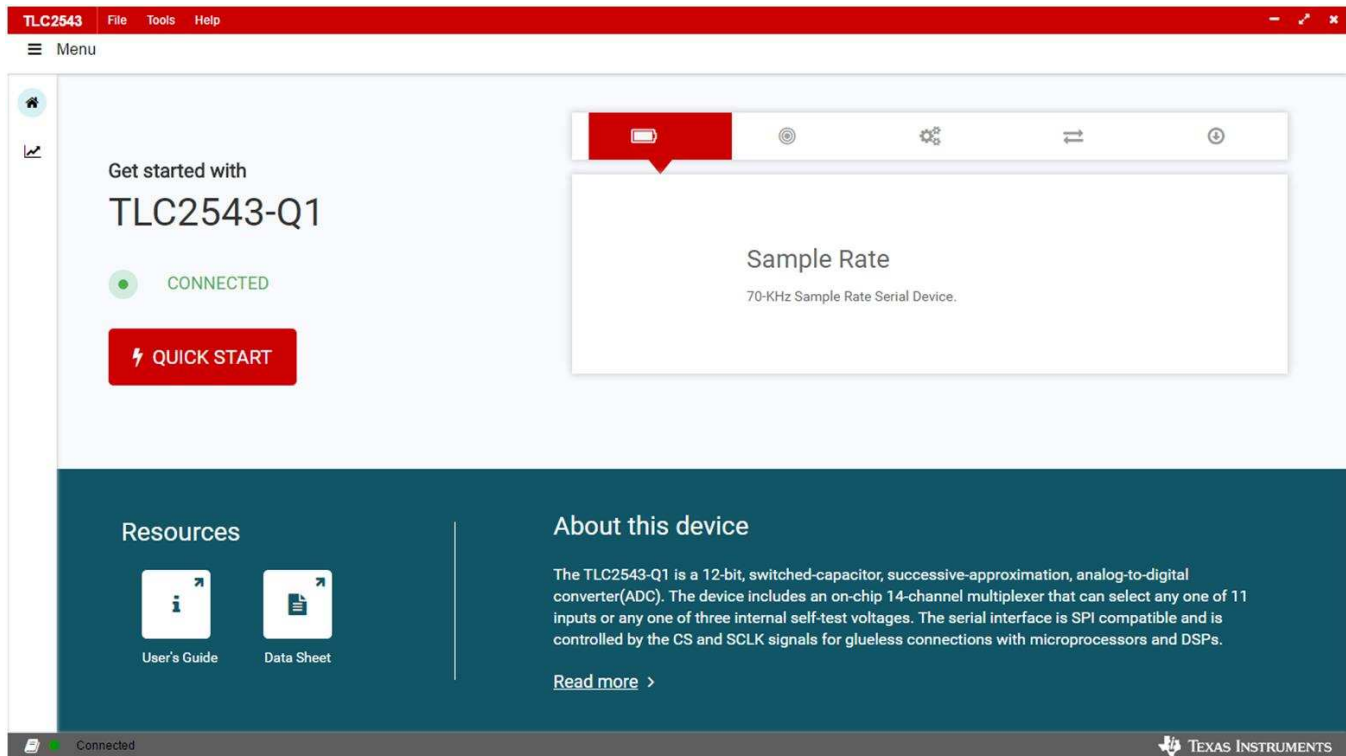 TLC2543 File Tools Help
Menu
Get started with
TLC2543-Q1
CONNECTED
QUICK START
Sample Rate
70-KHz Sample Rate Serial Device.
Resources
User's Guide
Data Sheet
About this device
The TLC2543-Q1 is a 12-bit, switched-capacitor, successive-approximation, analog-to-digital
converter(ADC). The device includes an on-chip 14-channel multiplexer that can select any one of 11
inputs or any one of three internal self-test voltages. The serial interface is SPI compatible and is
controlled by the CS and SCLK signals for glueless connections with microprocessors and DSPs.
Read more >
Connected
TEXAS INSTRUMENTS